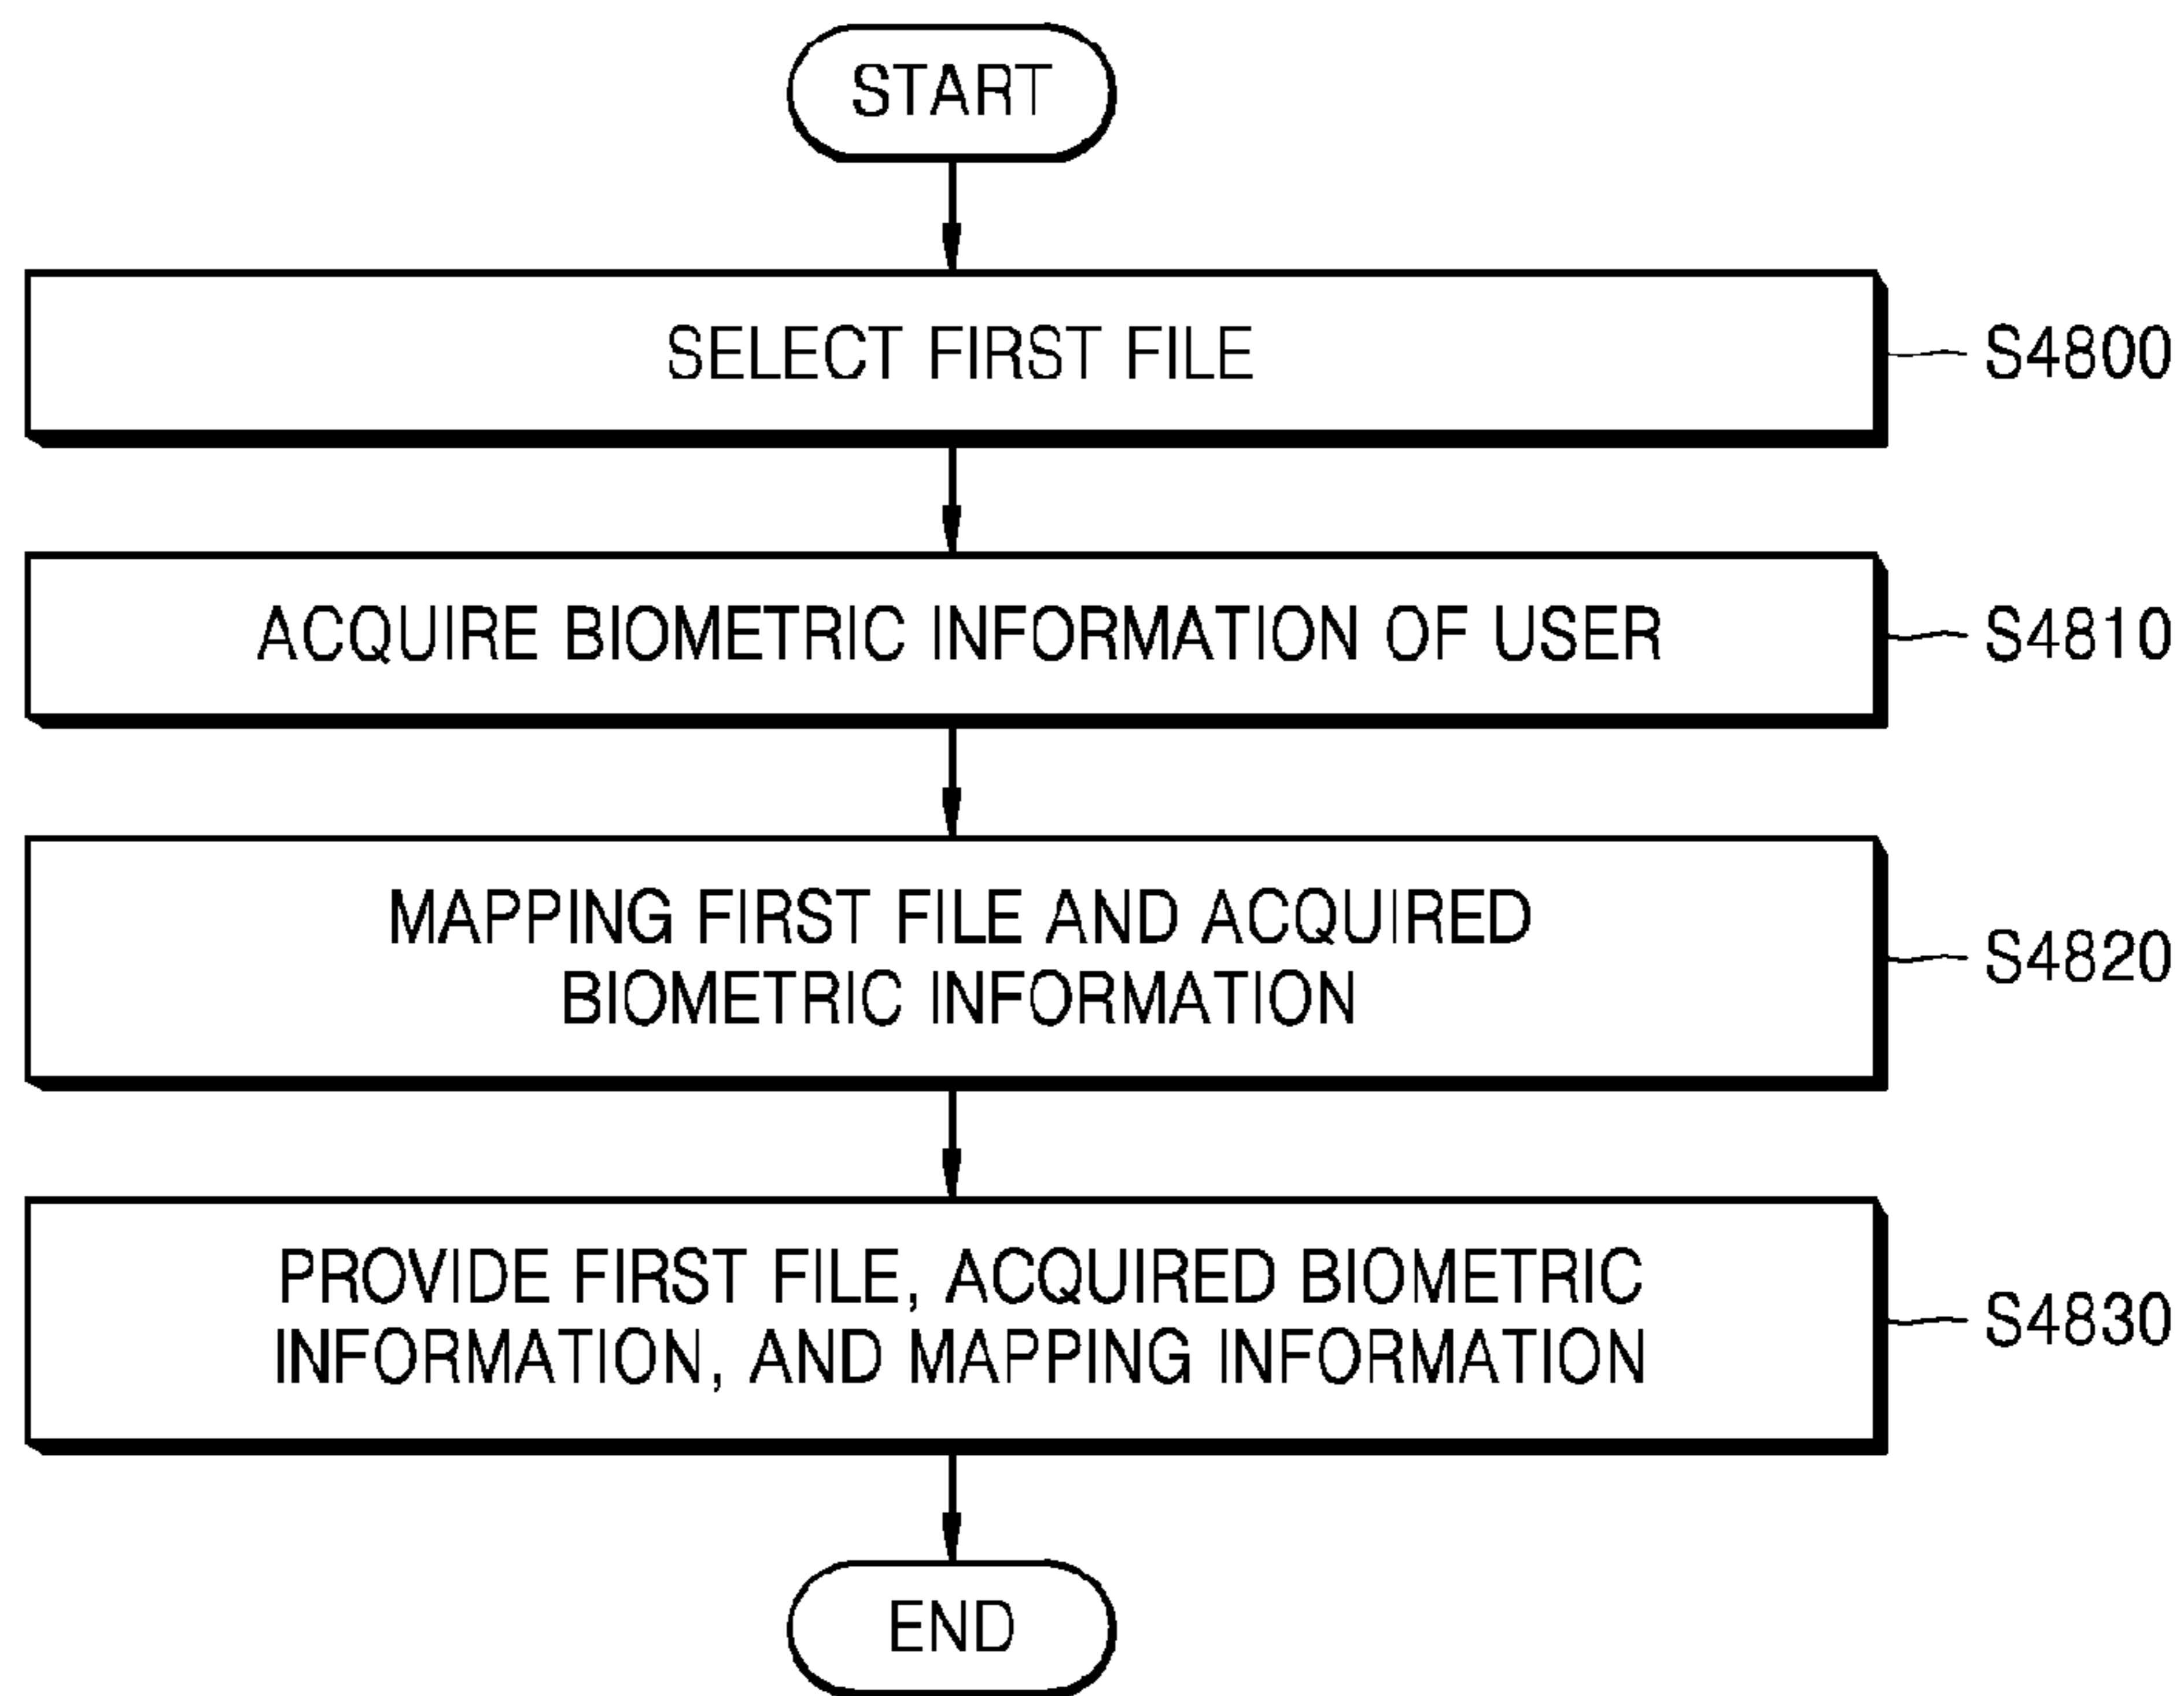 START
SELECT FIRST FILE
S4800
ACQUIRE BIOMETRIC INFORMATION OF USER
S4810
MAPPING FIRST FILE AND ACQUIRED
BIOMETRIC INFORMATION
S4820
PROVIDE FIRST FILE, ACQUIRED BIOMETRIC
INFORMATION, AND MAPPING INFORMATION
S4830
END